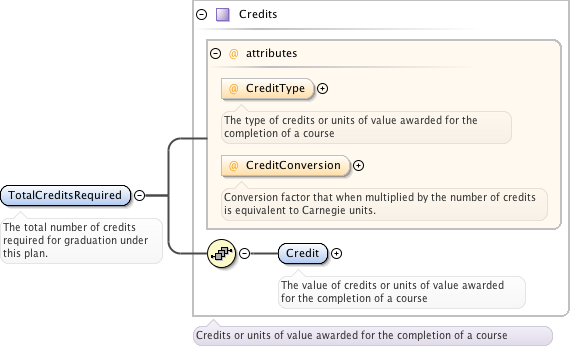 Credits
@ attributes
@ CreditType
The type of credits or units of value awarded for the
completion of a course
@ CreditConversion
Conversion factor that when multiplied by the number of credits
is equivalent to Carnegie units.
TotalCreditsRequired
The total number of credits
required for graduation under
this plan.
Credit
The value of credits or units of value awarded
for the completion of a course
Credits or units of value awarded for the completion of a course